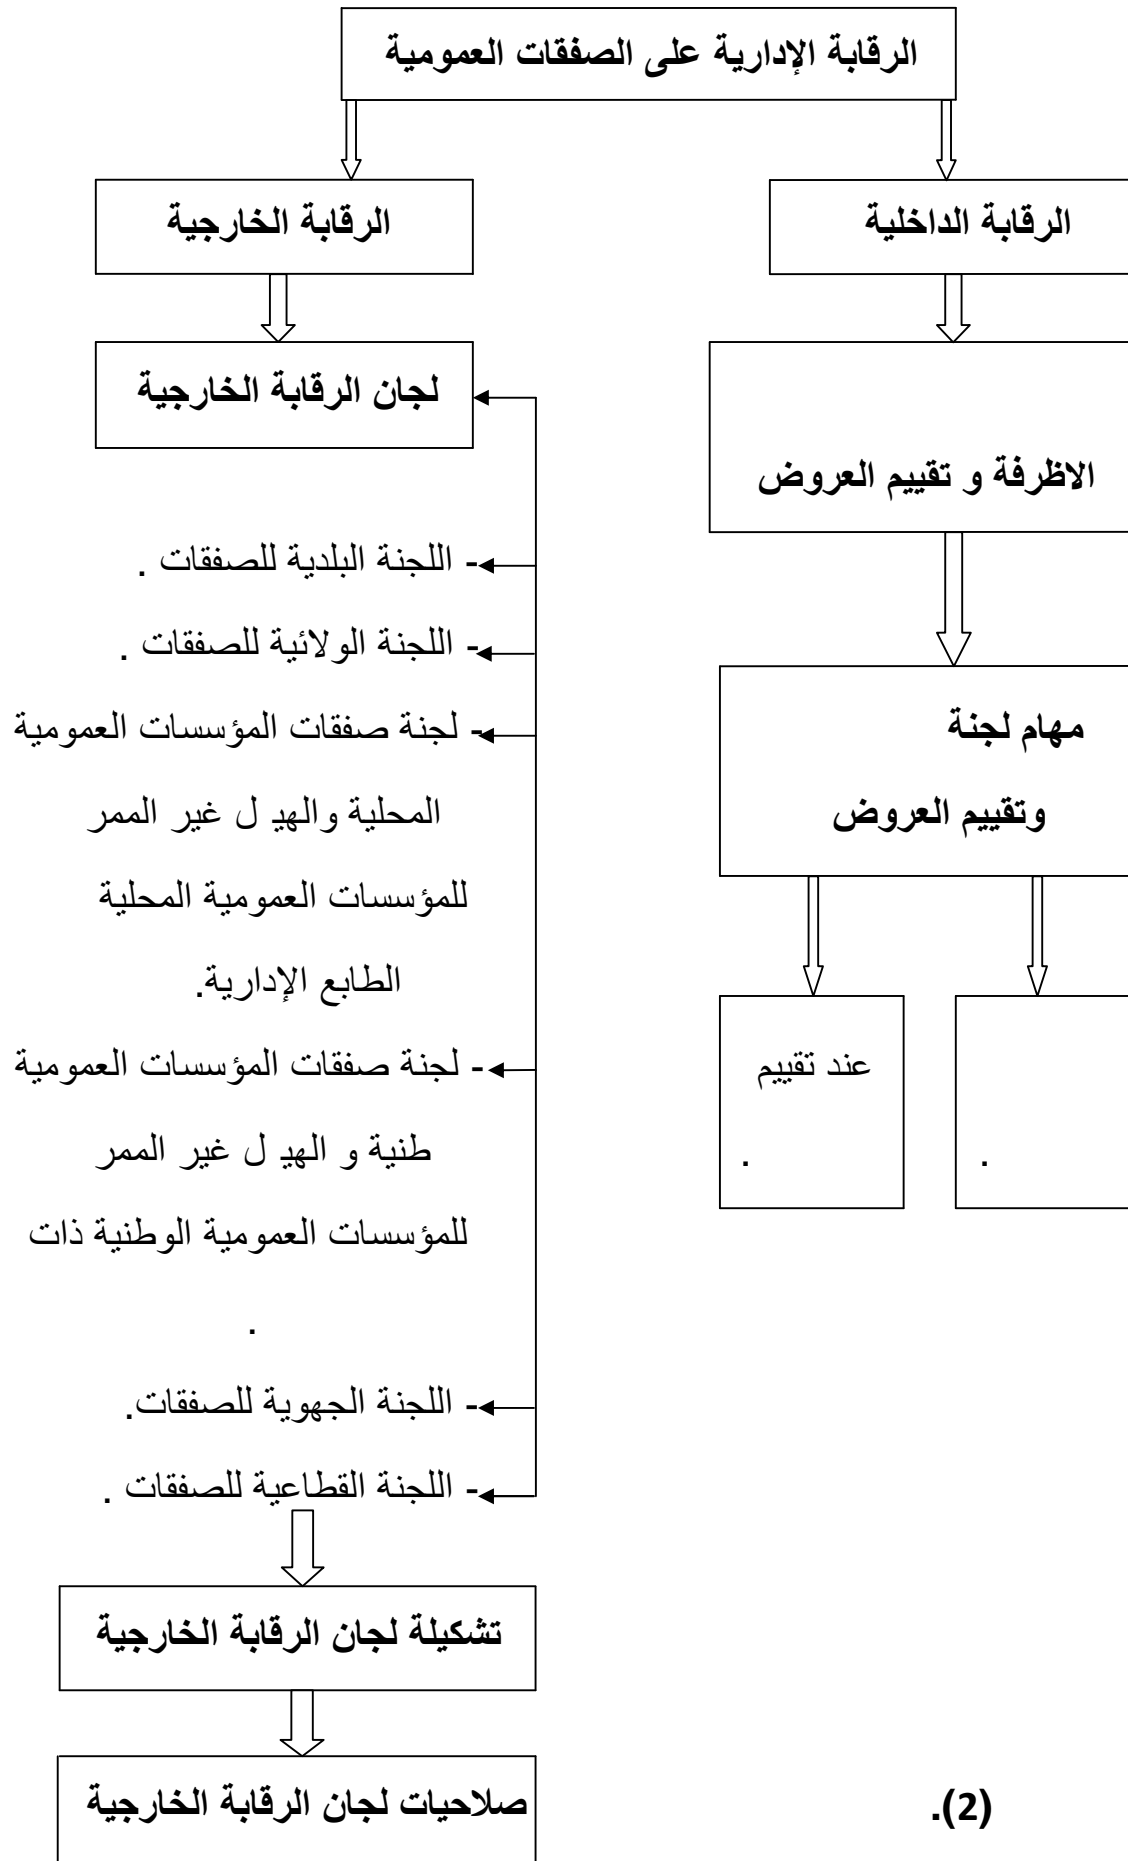 الرقابة الإدارية على الصفقات العمومية
الرقابة الداخلية
الرقابة الخارجية
الاظرفة و تقييم العروض
مهام لجنة
وتقييم العروض
.
عند تقييم
.
لجان الرقابة الخارجية
- اللجنة البلدية للصفقات .
- اللجنة الولائية للصفقات .
- لجنة صفقات المؤسسات العمومية
المحلية والهيـ ل غير الممر
للمؤسسات العمومية المحلية
الطابع الإدارية.
- لجنة صفقات المؤسسات العمومية
طنية و الهيـ ل غير الممر
للمؤسسات العمومية الوطنية ذات
.
- اللجنة الجهوية للصفقات.
- اللجنة القطاعية للصفقات .
تشكيلة لجان الرقابة الخارجية
صلاحيات لجان الرقابة الخارجية
(2).